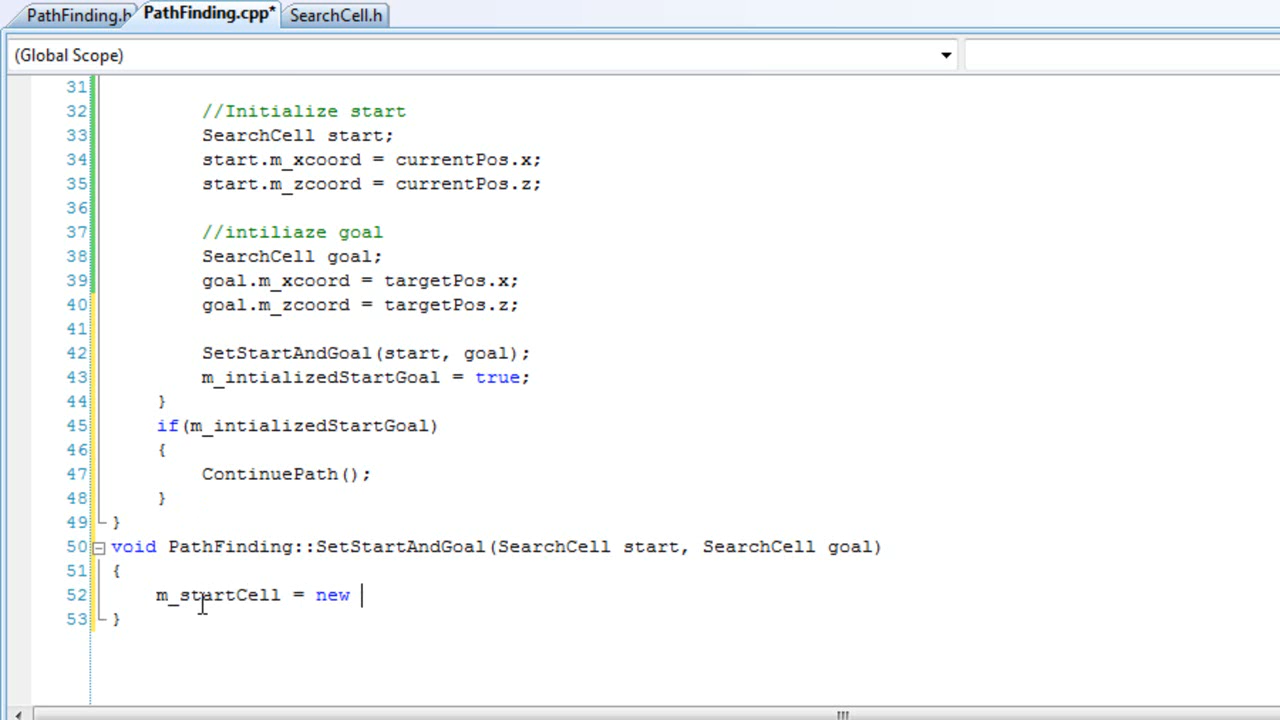 PathFinding.h PathFinding.cpp* SearchCell.h
(Global Scope)
31
32 //Initialize start
33 SearchCell start;
34 start.m_xcoord = currentPos.x;
35 start.m_zcoord = currentPos.z;
36
37 //intiliaze goal
38 SearchCell goal;
39 goal.m_xcoord = targetPos.x;
40 goal.m_zcoord = targetPos.z;
41
42 SetStartAndGoal(start, goal);
43 m_intializedStartGoal = true;
44 }
45 if(m_intializedStartGoal)
46 {
47 ContinuePath();
48 }
49 }
50 void PathFinding::SetStartAndGoal(SearchCell start, SearchCell goal)
51 {
52 m_startCell = new
53 }